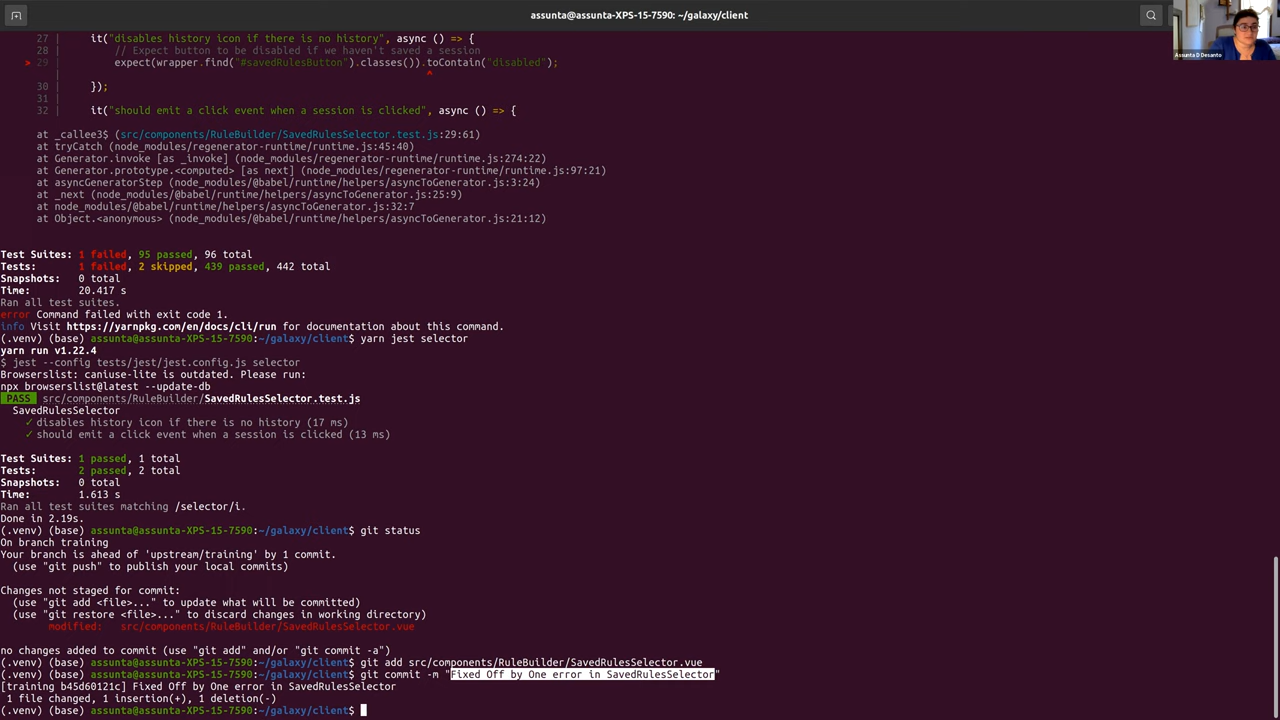 assunta@assunta-XPS-15-7590: ~/galaxy/client
Assunta D Desanto
27 | it("disables history icon if there is no history", async () => {
28 | // Expect button to be disabled if we haven't saved a session
> 29 | expect(wrapper.find("#savedRulesButton").classes()).toContain("disabled");
| ^
30 | });
31 |
32 | it("should emit a click event when a session is clicked", async () => {
at _callee3$ (src/components/RuleBuilder/SavedRulesSelector.test.js:29:61)
at tryCatch (node_modules/regenerator-runtime/runtime.js:45:40)
at Generator.invoke [as _invoke] (node_modules/regenerator-runtime/runtime.js:274:22)
at Generator.prototype.<computed> [as next] (node_modules/regenerator-runtime/runtime.js:97:21)
at asyncGeneratorStep (node_modules/@babel/runtime/helpers/asyncToGenerator.js:3:24)
at _next (node_modules/@babel/runtime/helpers/asyncToGenerator.js:25:9)
at node_modules/@babel/runtime/helpers/asyncToGenerator.js:32:7
at Object.<anonymous> (node_modules/@babel/runtime/helpers/asyncToGenerator.js:21:12)
Test Suites: 1 failed, 95 passed, 96 total
Tests: 1 failed, 2 skipped, 439 passed, 442 total
Snapshots: 0 total
Time: 20.417 s
Ran all test suites.
error Command failed with exit code 1.
info Visit https://yarnpkg.com/en/docs/cli/run for documentation about this command.
(.venv) (base) assunta@assunta-XPS-15-7590:~/galaxy/client$ yarn jest selector
yarn run v1.22.4
$ jest --config tests/jest/jest.config.js selector
Browserslist: caniuse-lite is outdated. Please run:
npx browserslist@latest --update-db
PASS src/components/RuleBuilder/SavedRulesSelector.test.js
SavedRulesSelector
✓ disables history icon if there is no history (17 ms)
✓ should emit a click event when a session is clicked (13 ms)
Test Suites: 1 passed, 1 total
Tests: 2 passed, 2 total
Snapshots: 0 total
Time: 1.613 s
Ran all test suites matching /selector/i.
Done in 2.19s.
(.venv) (base) assunta@assunta-XPS-15-7590:~/galaxy/client$ git status
On branch training
Your branch is ahead of 'upstream/training' by 1 commit.
(use "git push" to publish your local commits)
Changes not staged for commit:
(use "git add <file>..." to update what will be committed)
(use "git restore <file>..." to discard changes in working directory)
modified: src/components/RuleBuilder/SavedRulesSelector.vue
no changes added to commit (use "git add" and/or "git commit -a")
(.venv) (base) assunta@assunta-XPS-15-7590:~/galaxy/client$ git add src/components/RuleBuilder/SavedRulesSelector.vue
(.venv) (base) assunta@assunta-XPS-15-7590:~/galaxy/client$ git commit -m "Fixed Off by One error in SavedRulesSelector"
[training b45d60121c] Fixed Off by One error in SavedRulesSelector
1 file changed, 1 insertion(+), 1 deletion(-)
(.venv) (base) assunta@assunta-XPS-15-7590:~/galaxy/client$